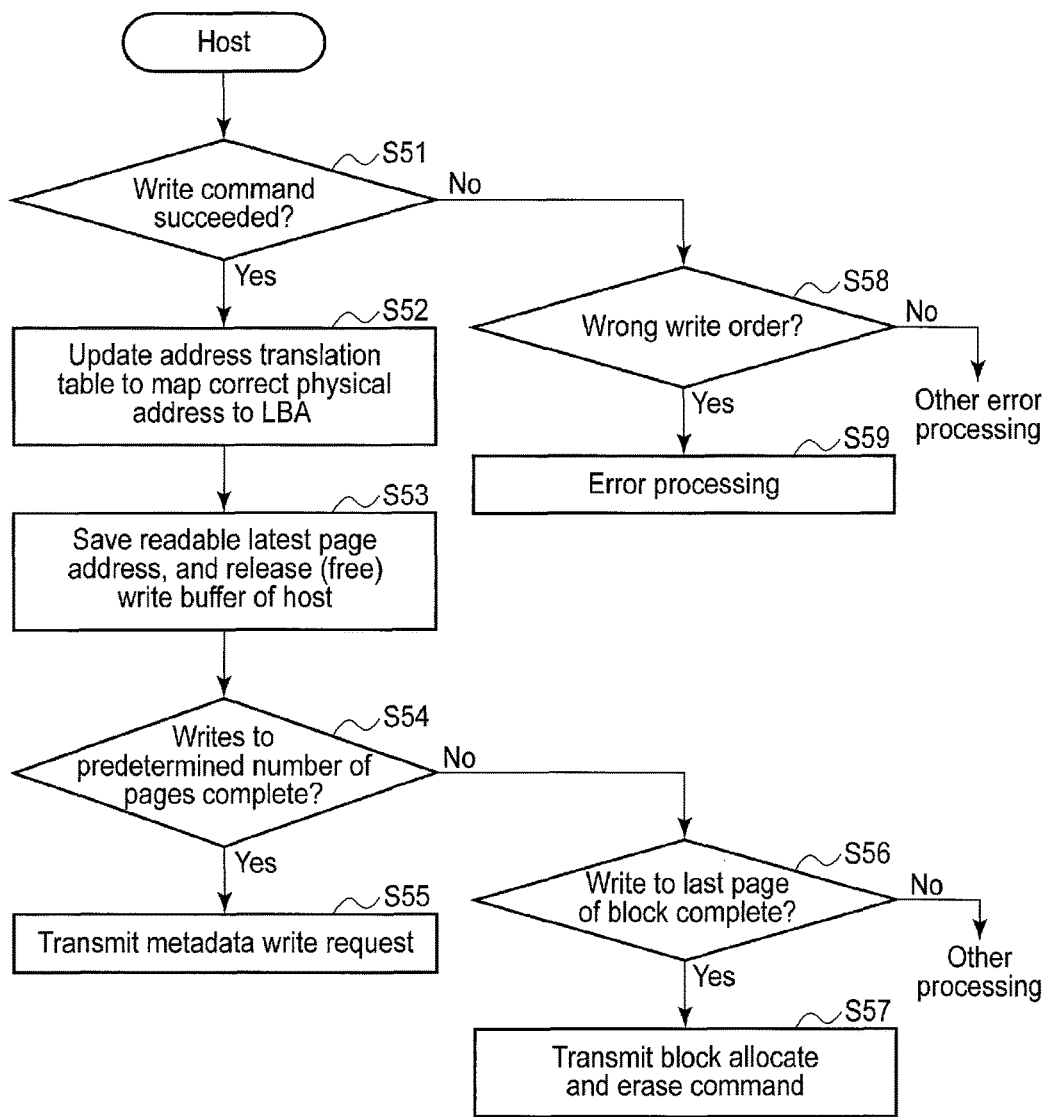 Host
S51
Write command
succeeded?
No
Yes
S52
Update address translation
table to map correct physical
address to LBA
S58
Wrong write order?
No
Yes
Other error
processing
S59
Error processing
S53
Save readable latest page
address, and release (free)
write buffer of host
S54
Writes to
predetermined number of
pages complete?
No
Yes
S55
Transmit metadada write request
S56
Write to last page
of block complete?
No
Yes
Other
processing
S57
Transmit block allocate
and erase command